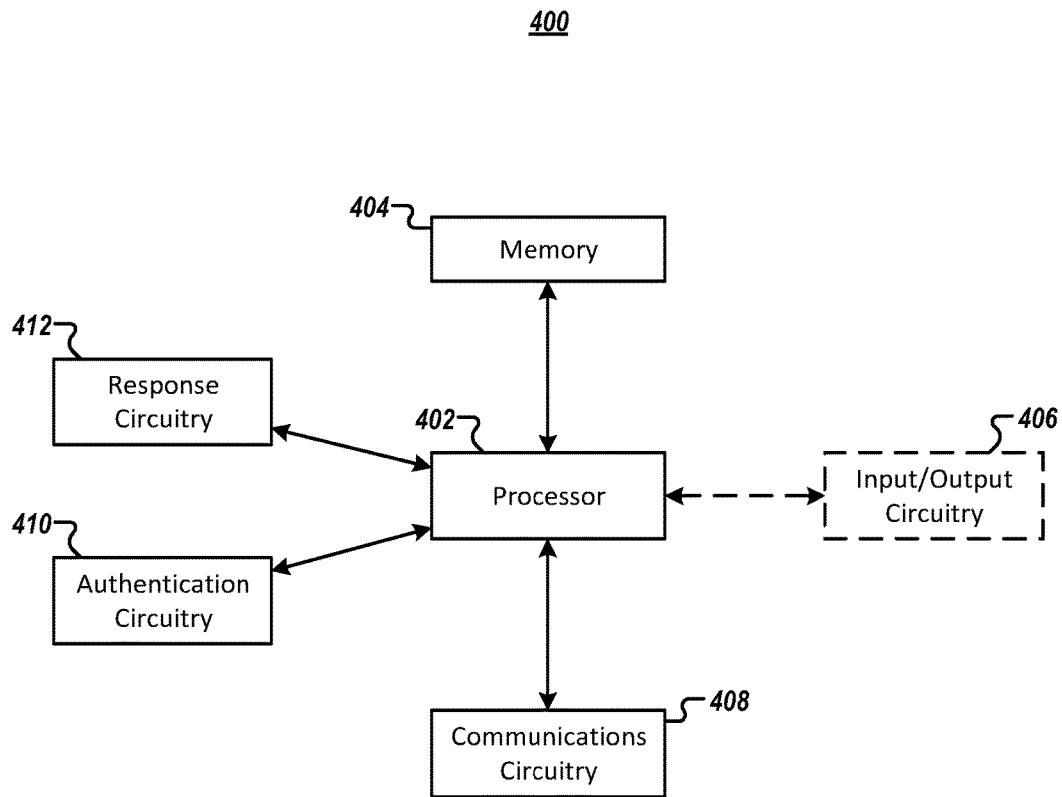 400
404
Memory
412
Response
Circuitry
402
Processor
406
Input/Output
Circuitry
410
Authentication
Circuitry
408
Communications
Circuitry